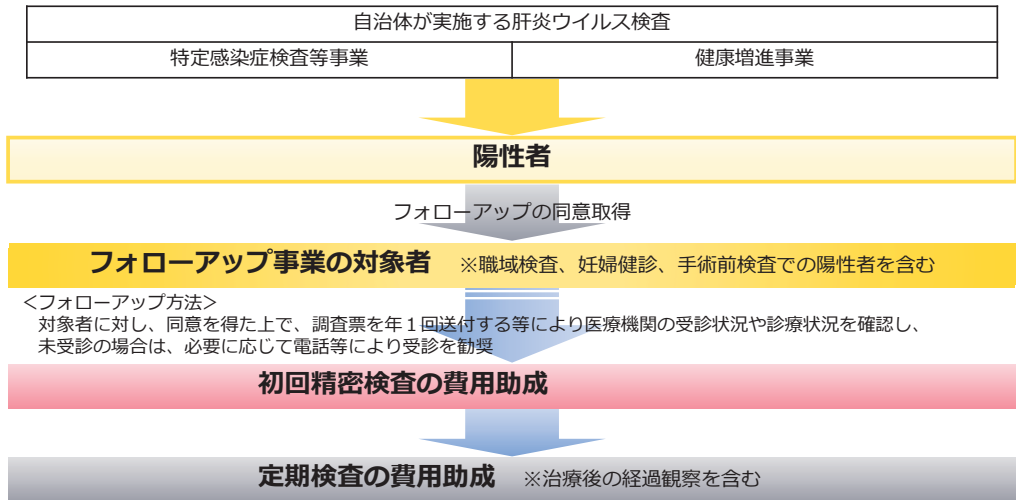 自治体が実施する肝炎ウイルス検査
特定感染症検査等事業
健康増進事業
陽性者
フォローアップの同意取得
フォローアップ事業の対象者 ※職域検査、妊婦健診、手術前検査での陽性者を含む
＜フォローアップ方法＞
対象者に対し、同意を得た上で、調査票を年１回送付する等により医療機関の受診状況や診療状況を確認し、
未受診の場合は、必要に応じて電話等により受診を勧奨
初回精密検査の費用助成
定期検査の費用助成 ※治療後の経過観察を含む